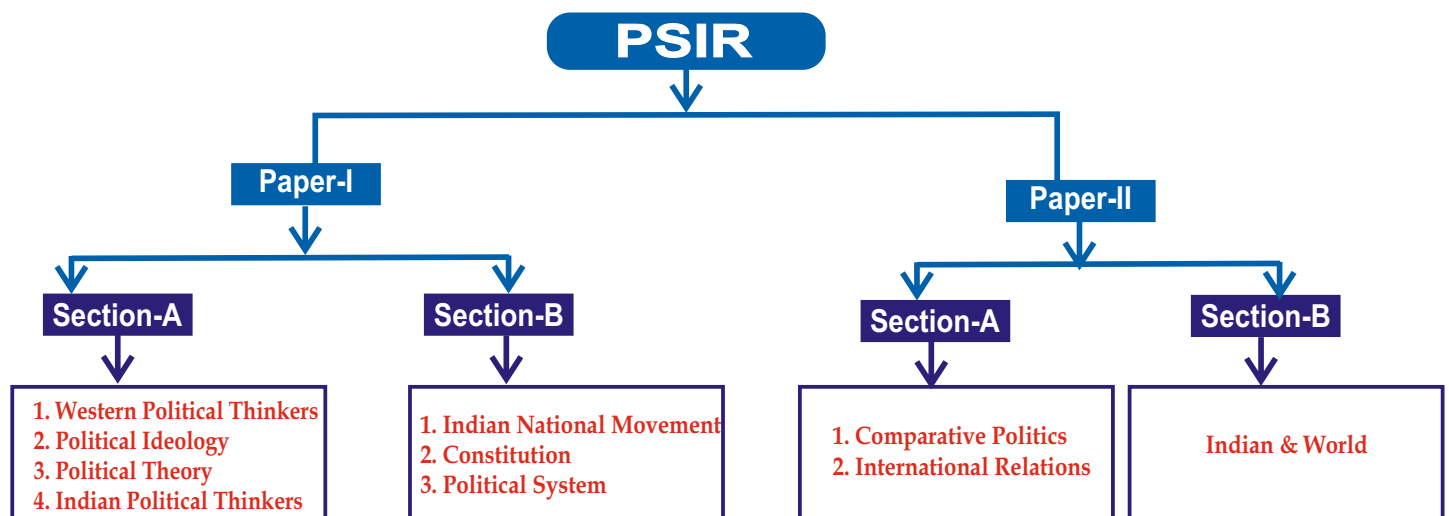 PSIR
Paper-I
Paper-II
Section-A
Section-B
Section-A
Section-B
1. Western Political Thinkers
2. Political Ideology
3. Political Theory
4. Indian Political Thinkers
1. Indian National Movement
2. Constitution
3. Political System
1. Comparative Politics
2. International Relations
Indian & World